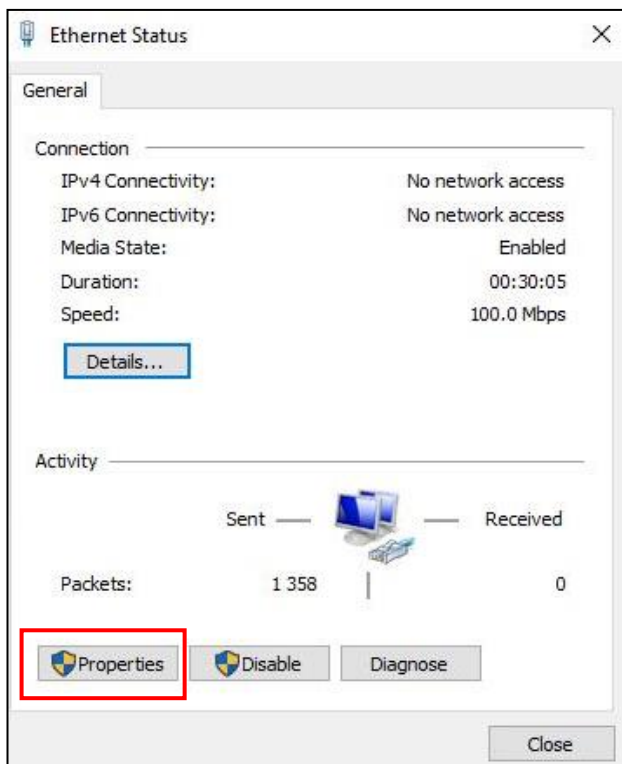 Ethernet Status
General
Connection
IPv4 Connectivity: No network access
IPv6 Connectivity: No network access
Media State: Enabled
Duration: 00:30:05
Speed: 100.0 Mbps
Details...
Activity
Sent Received
Packets: 1 358 0
Properties Disable Diagnose
Close